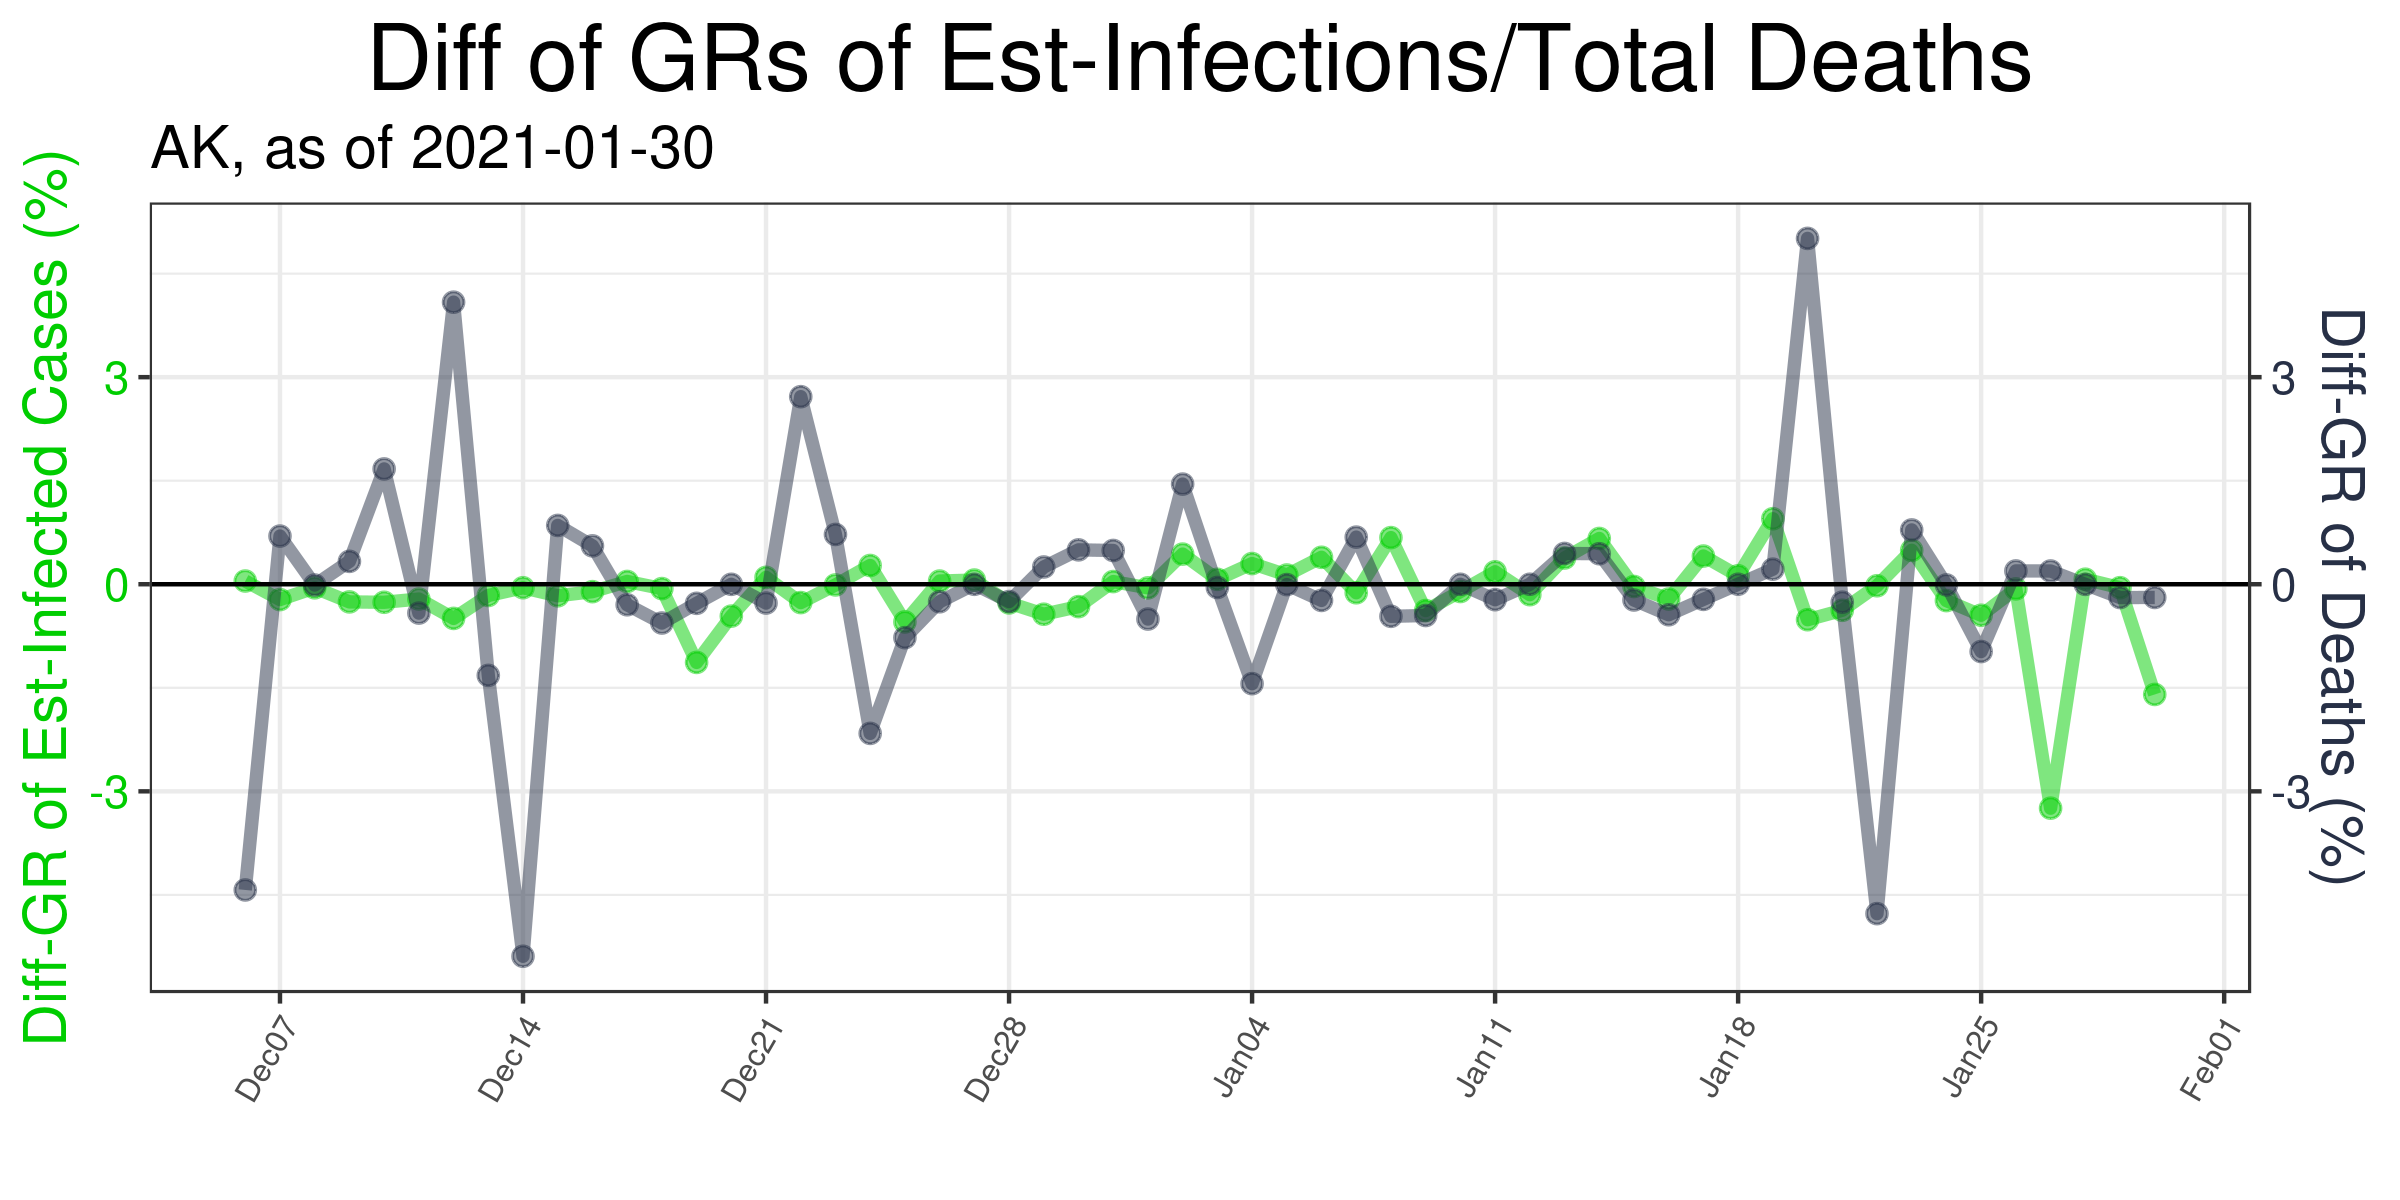 Diff of GRs of Est-Infections/Total Deaths
AK, as of 2021-01-30
Diff-GR of Est-Infected Cases (%)
3
0
-3
3
0
-3
Diff-GR of Deaths (%)
Dec07
Dec14
Dec21
Dec28
Jan04
Jan11
Jan18
Jan25
Feb01